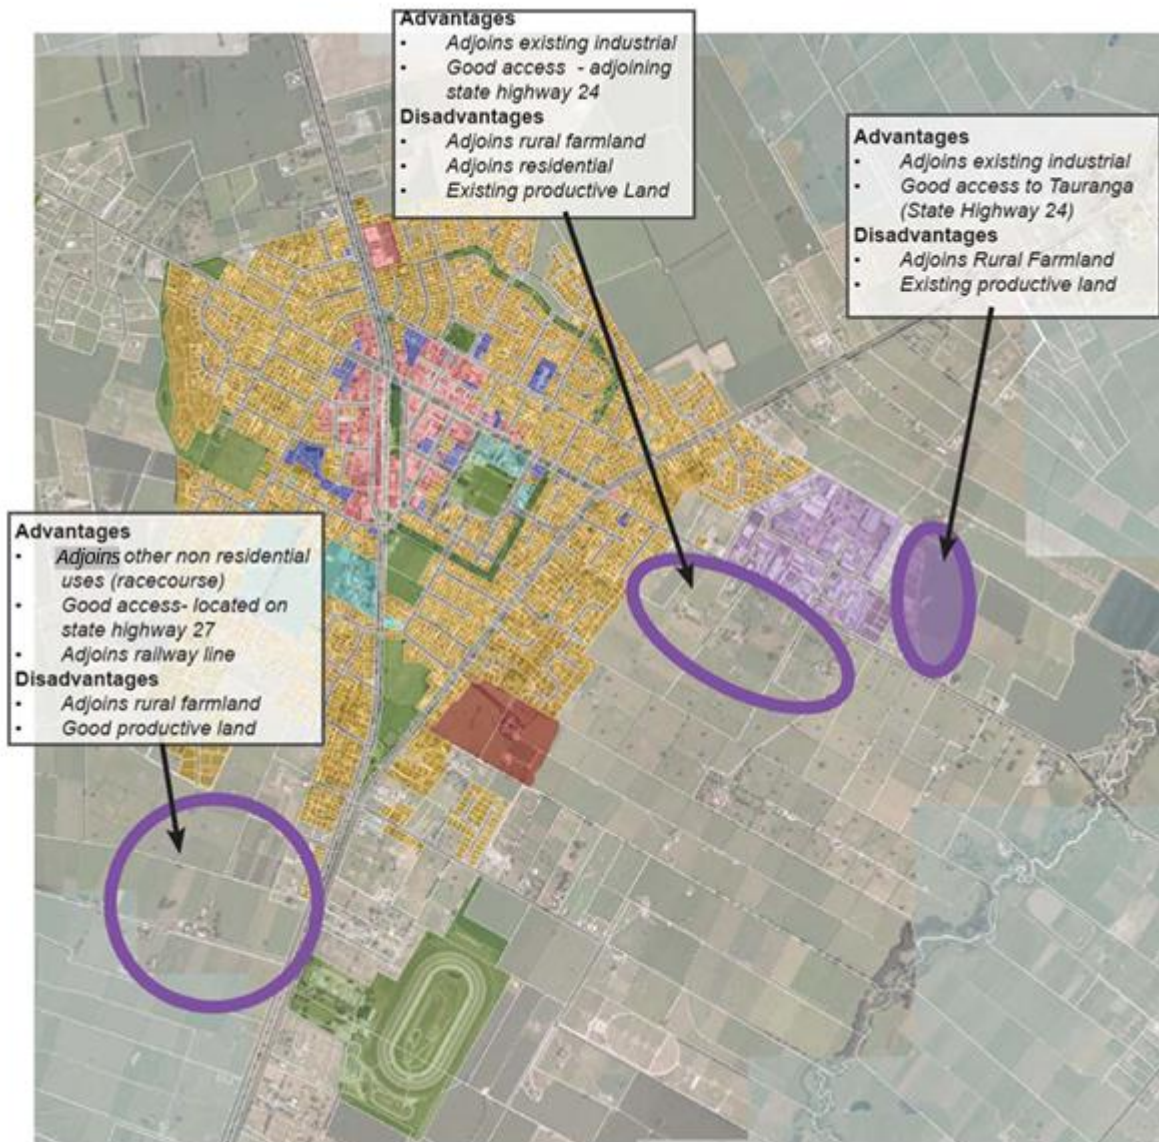 Advantages
• Adjoins existing industrial
• Good access - adjoining
state highway 24
Disadvantages
• Adjoins rural farmland
• Adjoins residential
• Existing productive Land
Advantages
• Adjoins existing industrial
• Good access to Tauranga
(State Highway 24)
Disadvantages
• Adjoins Rural Farmland
• Existing productive land
Advantages
• Adjoins other non residential
uses (racecourse)
• Good access- located on
state highway 27
• Adjoins railway line
Disadvantages
• Adjoins rural farmland
• Good productive land